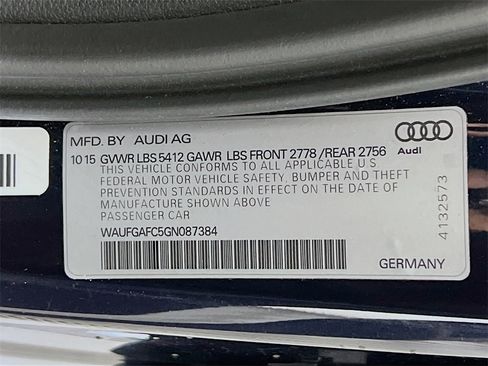 MFD. BY AUDI AG
10 15 GVWR LBS 5412 GAWR LBS FRONT 2778 /REAR 2756
THIS VEHICLE CONFORMS TO ALL APPLICABLE U S
FEDERAL MOTOR VEHICLE SAFETY, BUMPER, AND THEFT
PREVENTION STANDARDS IN EFFECT ON THE DATE OF
MANUFACTURE SHOWN ABOVE
PASSENGER CAR
WAUFGAFC5GN087384
Audi
4132573
GERMANY